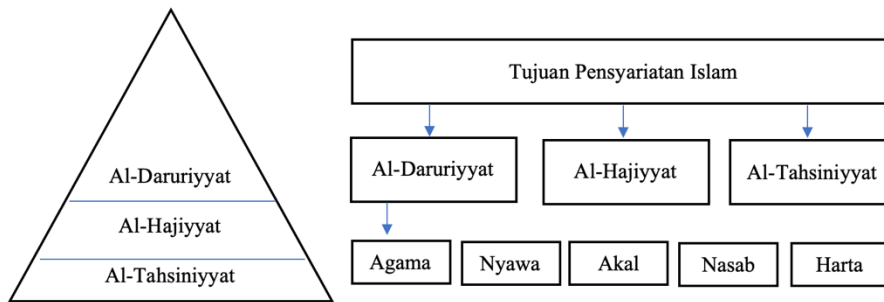 Al-Daruriyyat
Al-Hajiyyat
Al-Tahsiniyyat
Tujuan Pensyariatan Islam
Al-Daruriyyat
Al-Hajiyyat
Al-Tahsiniyyat
Agama
Nyawa
Akal
Nasab
Harta